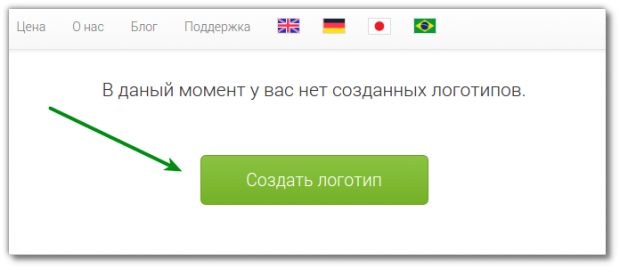 Цена О нас Блог Поддержка
В даный момент у вас нет созданных логотипов.
Создать логотип